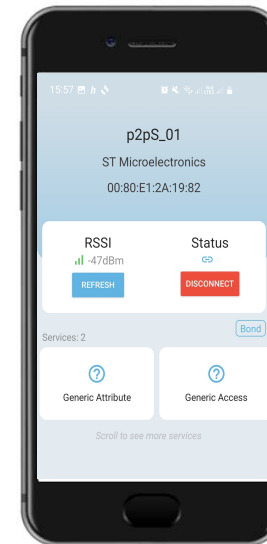 15:57
p2pS_01
ST Microelectronics
00:80:E1:2A:19:82
RSSI Status
-47dBm
REFRESH DISCONNECT
Services: 2 Bond
Generic Attribute Generic Access
Scroll to see more services